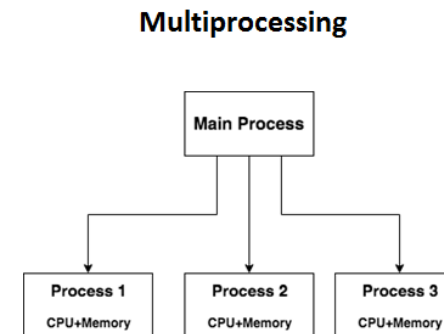 Multiprocessing
Main Process
Process 1
Process 2
Process 3
CPU+Memory
CPU+Memory
CPU+Memory